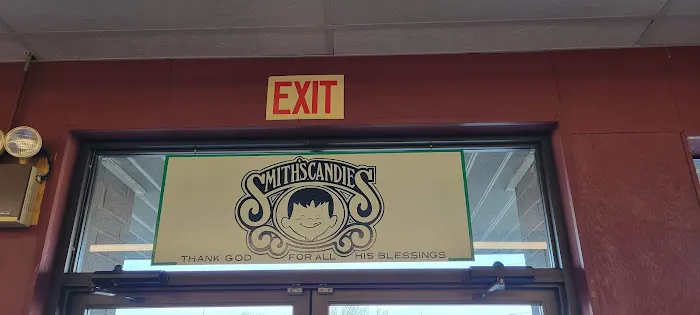 EXIT
SMITH'S CANDIES
THANK GOD FOR ALL HIS BLESSINGS